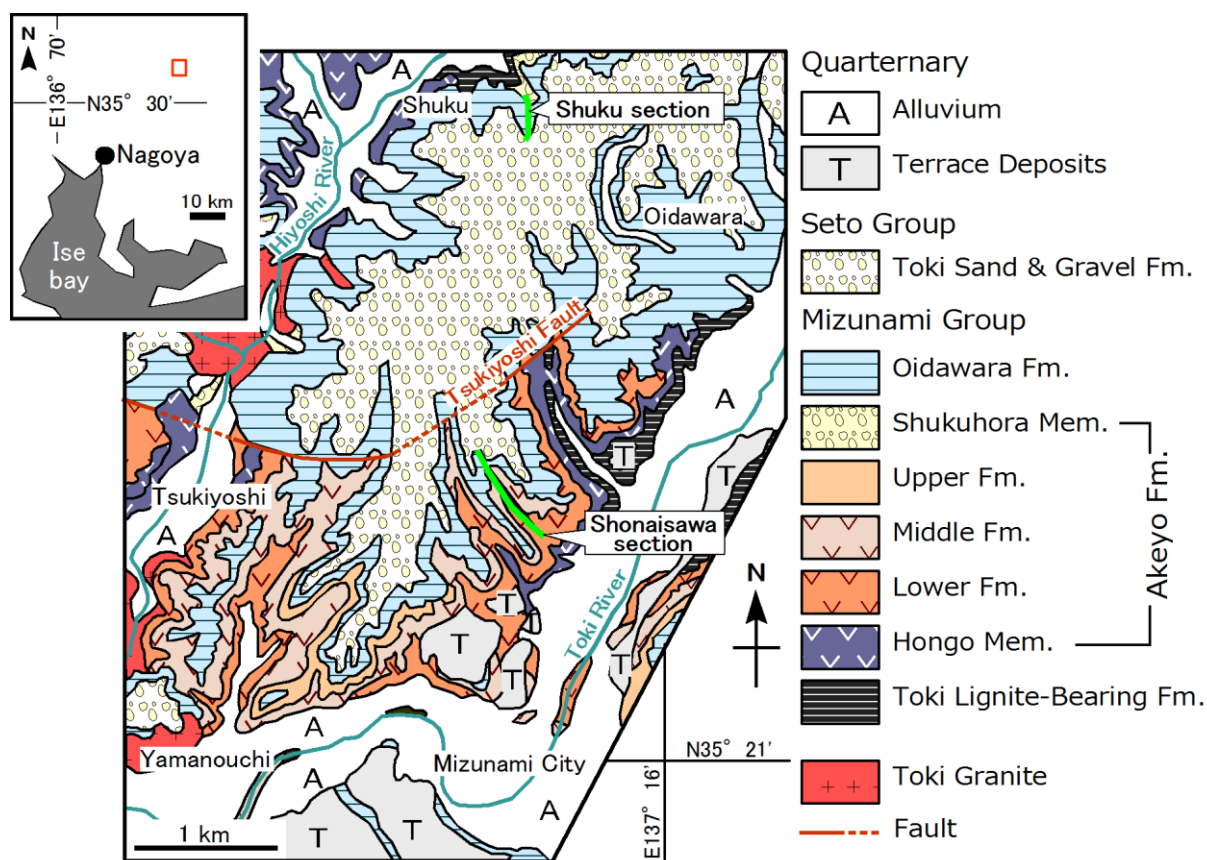 N
E136° 70′
N35° 30′
Nagoya
10 km
Ise
bay
A
A
A
Shuku
Shuku section
Hiyoshi River
Oidawara
Tsukiyoshi Fault
A
T
T
Tsukiyoshi
A
Shonaisawa
section
N
T
T
T
T
Toki River
A
Yamanouchi
A
Mizunami City
A
T
T
1 km
N35° 21′
E137° 16′
Quarternary
A Alluvium
T Terrace Deposits
Seto Group
Toki Sand & Gravel Fm.
Mizunami Group
Oidawara Fm.
Shukuhora Mem.
Upper Fm.
Middle Fm.
Lower Fm.
Hongo Mem.
Akeyo Fm.
Toki Lignite-Bearing Fm.
Toki Granite
Fault